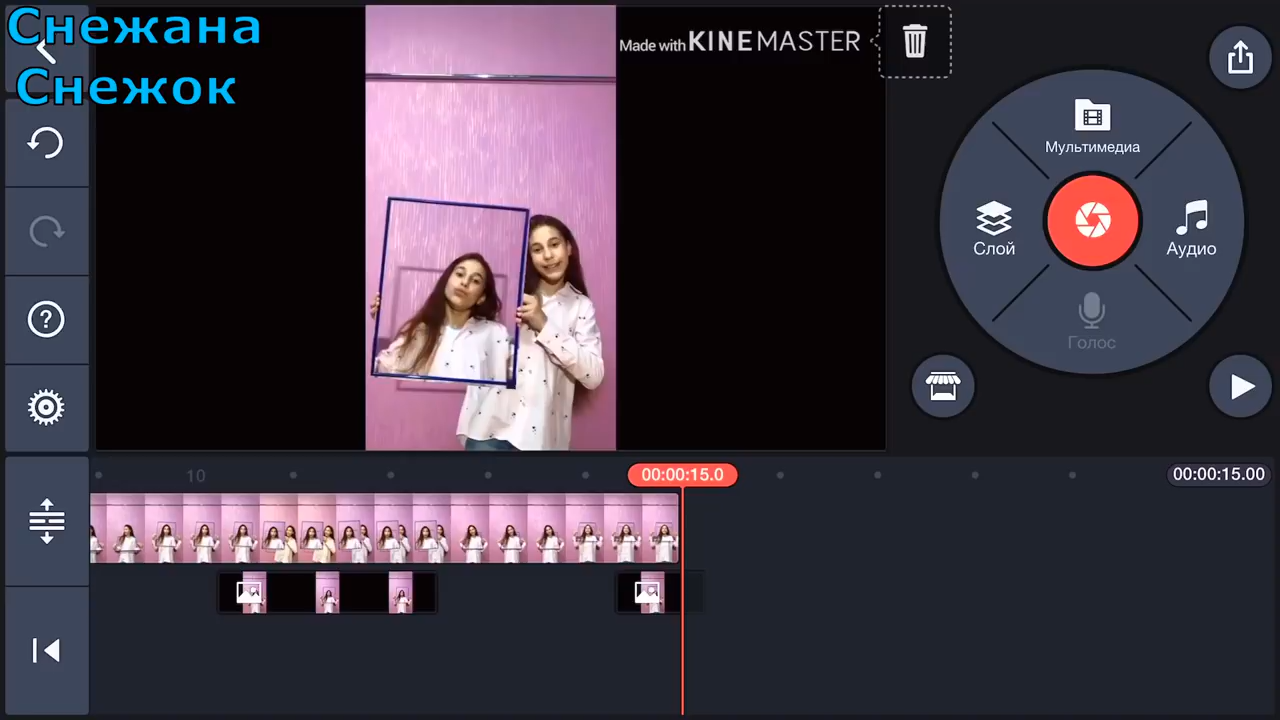 Снежана
Снежок
Made with KINEMASTER
Мультимедиа
Слой
Аудио
Голос
10
00:00:15.0
00:00:15.00